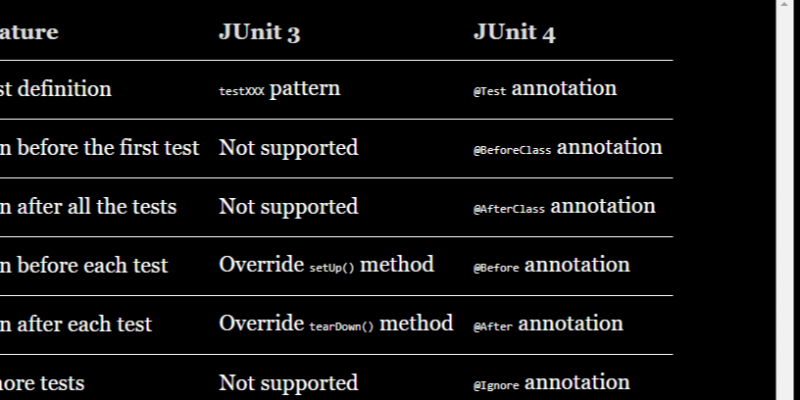 ature JUnit 3 JUnit 4
st definition testXXX pattern @Test annotation
n before the first test Not supported @BeforeClass annotation
n after all the tests Not supported @AfterClass annotation
n before each test Override setUp() method @Before annotation
n after each test Override tearDown() method @After annotation
nore tests Not supported @Ignore annotation